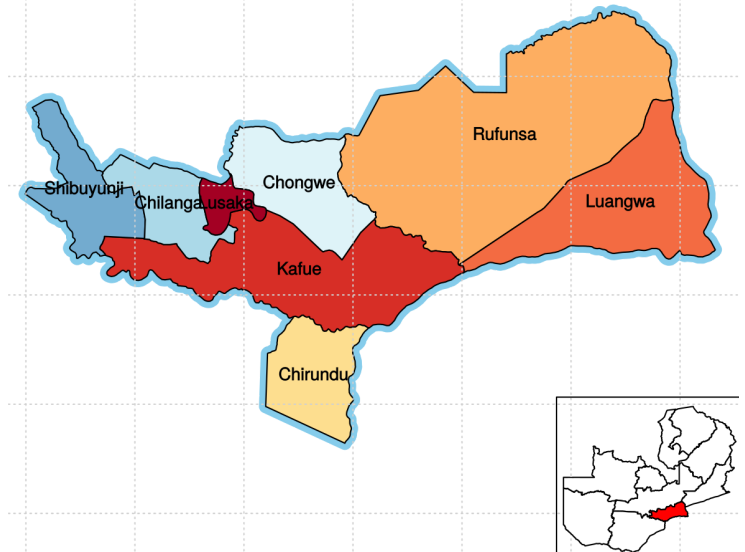 Rufunsa
Shibuyunji
Chongwe
Chilanga
Lusaka
Luangwa
Kafue
Chirundu